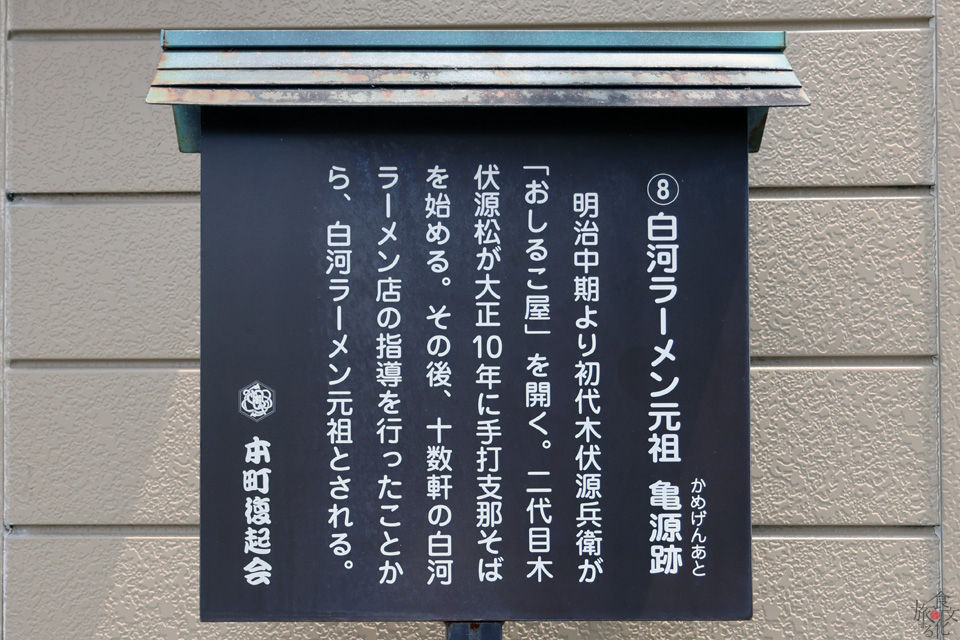 ⑧白河ラーメン元祖 亀源跡
かめげんあと
明治中期より初代木伏源兵衛が
「おしるこ屋」を開く。二代目木
伏源松が大正10年に手打支那そば
を始める。その後、十数軒の白河
ラーメン店の指導を行ったことか
ら、白河ラーメン元祖とされる。
本町復起会
食文
旅る化